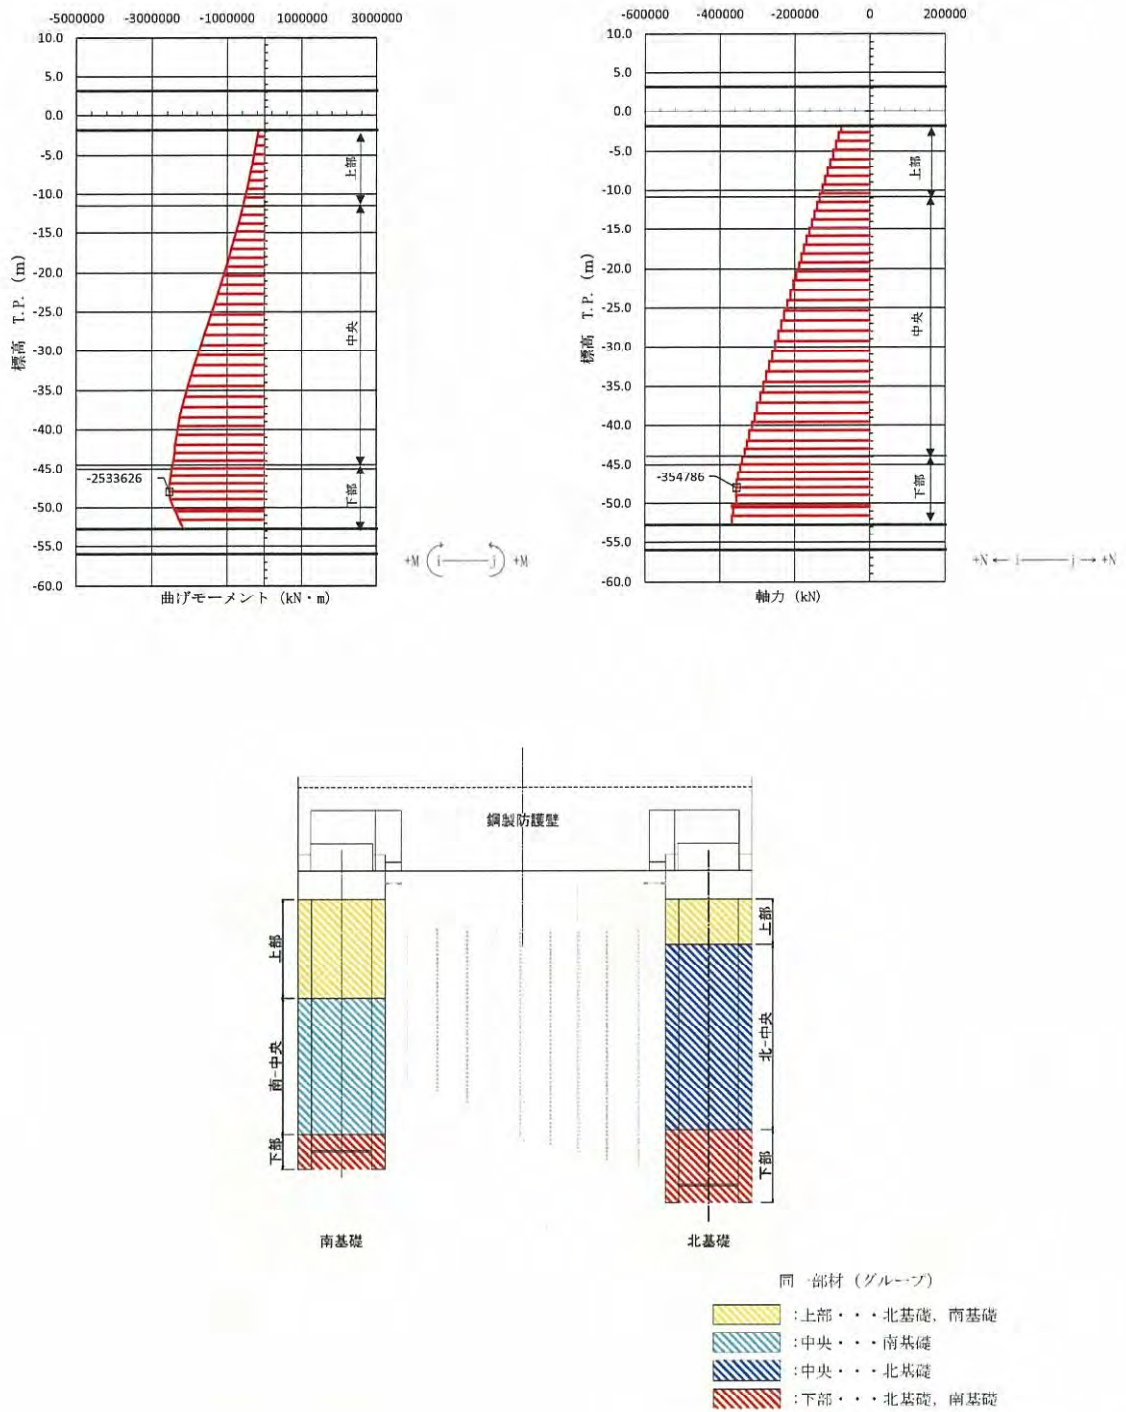 -5000000 -3000000 -1000000 1000000 3000000
10.0
5.0
0.0
-5.0
-10.0
-15.0
-20.0
-25.0
-30.0
-35.0
-40.0
-45.0
-50.0
-55.0
-60.0
標高 T.P. (m)
上部
中央
下部
-2533626
曲げモーメント (kN・m)
+M i j +M
-600000 -400000 -200000 0 200000
10.0
5.0
0.0
-5.0
-10.0
-15.0
-20.0
-25.0
-30.0
-35.0
-40.0
-45.0
-50.0
-55.0
-60.0
標高 T.P. (m)
上部
中央
下部
-354786
軸力 (kN)
+N ← i j → +N
鋼製防護壁
上部
南-中央
下部
上部
北-中央
下部
南基礎
北基礎
同一部材 (グループ)
:上部・・・北基礎, 南基礎
:中央・・・南基礎
:中央・・・北基礎
:下部・・・北基礎, 南基礎